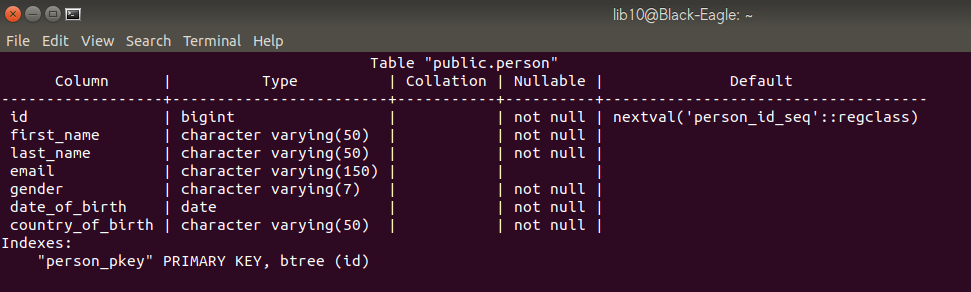 lib10@Black-Eagle: ~
File Edit View Search Terminal Help
Table "public.person"
Column | Type | Collation | Nullable | Default
-----------------+------------------------+-----------+----------+------------------------------------
id | bigint | | not null | nextval('person_id_seq'::regclass)
first_name | character varying(50) | | not null |
last_name | character varying(50) | | not null |
email | character varying(150) | | |
gender | character varying(7) | | not null |
date_of_birth | date | | not null |
country_of_birth | character varying(50) | | not null |
Indexes:
"person_pkey" PRIMARY KEY, btree (id)